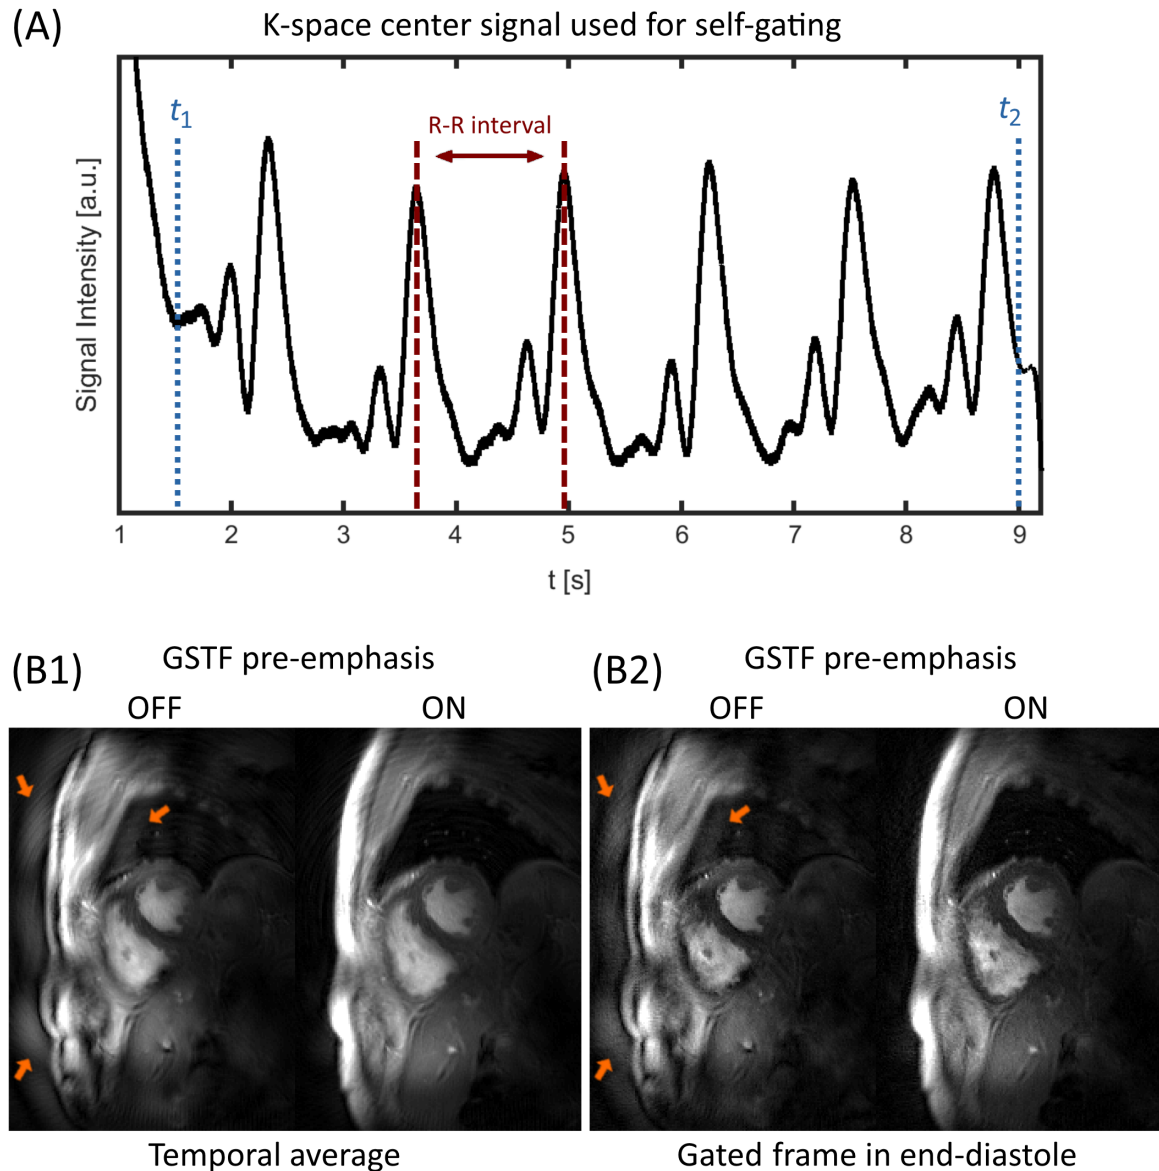 (A)
K-space center signal used for self-gating
t1
R-R interval
t2
Signal Intensity [a.u.]
1 2 3 4 5 6 7 8 9
t [s]
(B1)
GSTF pre-emphasis
OFF ON
Temporal average
(B2)
GSTF pre-emphasis
OFF ON
Gated frame in end-diastole